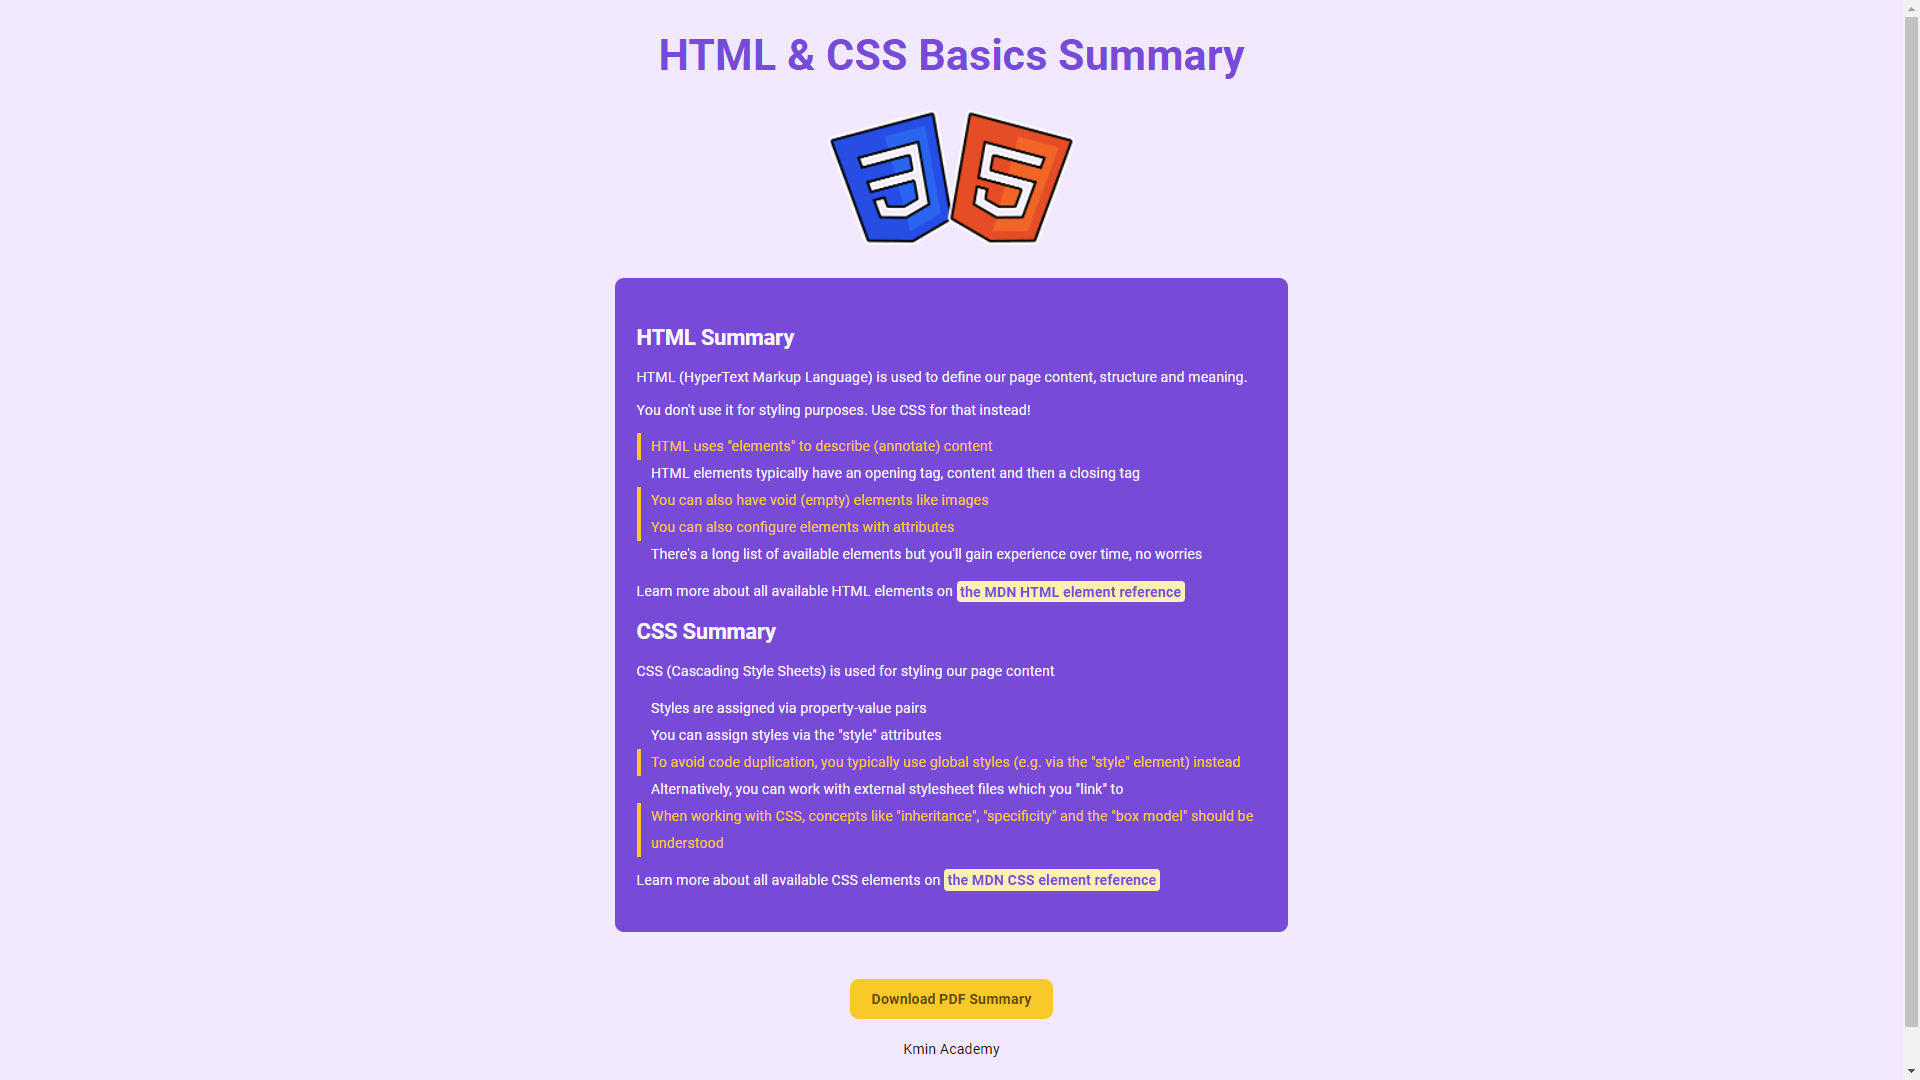 HTML & CSS Basics Summary
HTML Summary
HTML (HyperText Markup Language) is used to define our page content, structure and meaning.
You don't use it for styling purposes. Use CSS for that instead!
HTML uses "elements" to describe (annotate) content
HTML elements typically have an opening tag, content and then a closing tag
You can also have void (empty) elements like images
You can also configure elements with attributes
There's a long list of available elements but you'll gain experience over time, no worries
Learn more about all available HTML elements on the MDN HTML element reference
CSS Summary
CSS (Cascading Style Sheets) is used for styling our page content
Styles are assigned via property-value pairs
You can assign styles via the "style" attributes
To avoid code duplication, you typically use global styles (e.g. via the "style" element) instead
Alternatively, you can work with external stylesheet files which you "link" to
When working with CSS, concepts like "inheritance", "specificity" and the "box model" should be
understood
Learn more about all available CSS elements on the MDN CSS element reference
Download PDF Summary
Kmin Academy